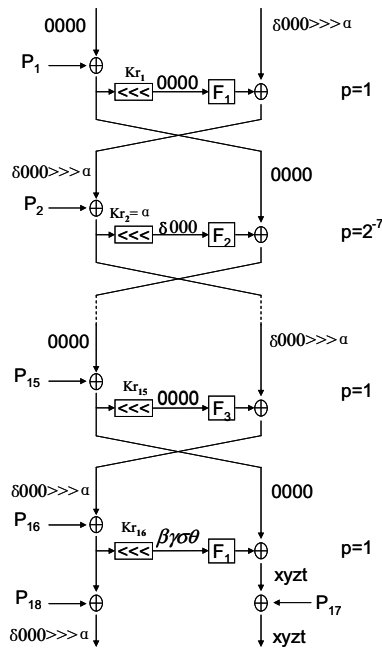 0000 δ000>>>α
P₁ Kr₁ 0000
<<< F₁ p=1
δ000>>>α 0000
P₂ Kr₂= α δ000
<<< F₂ p=2⁻⁷
0000 δ000>>>α
P₁₅ Kr₁₅ 0000
<<< F₃ p=1
δ000>>>α 0000
P₁₆ Kr₁₆ βγσθ
<<< F₁ p=1
xyzt
P₁₈ P₁₇
δ000>>>α xyzt